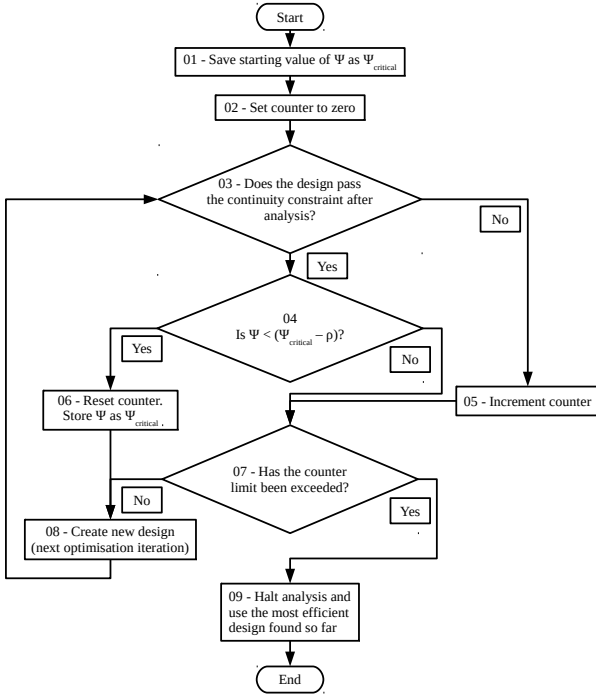 Start
01 - Save starting value of Ψ as Ψcritical
02 - Set counter to zero
03 - Does the design pass
the continuity constraint after
analysis?
No
Yes
04
Is Ψ < (Ψcritical – ρ)?
Yes
No
06 - Reset counter.
Store Ψ as Ψcritical .
05 - Increment counter
07 - Has the counter
limit been exceeded?
No
Yes
08 - Create new design
(next optimisation iteration)
09 - Halt analysis and
use the most efficient
design found so far
End